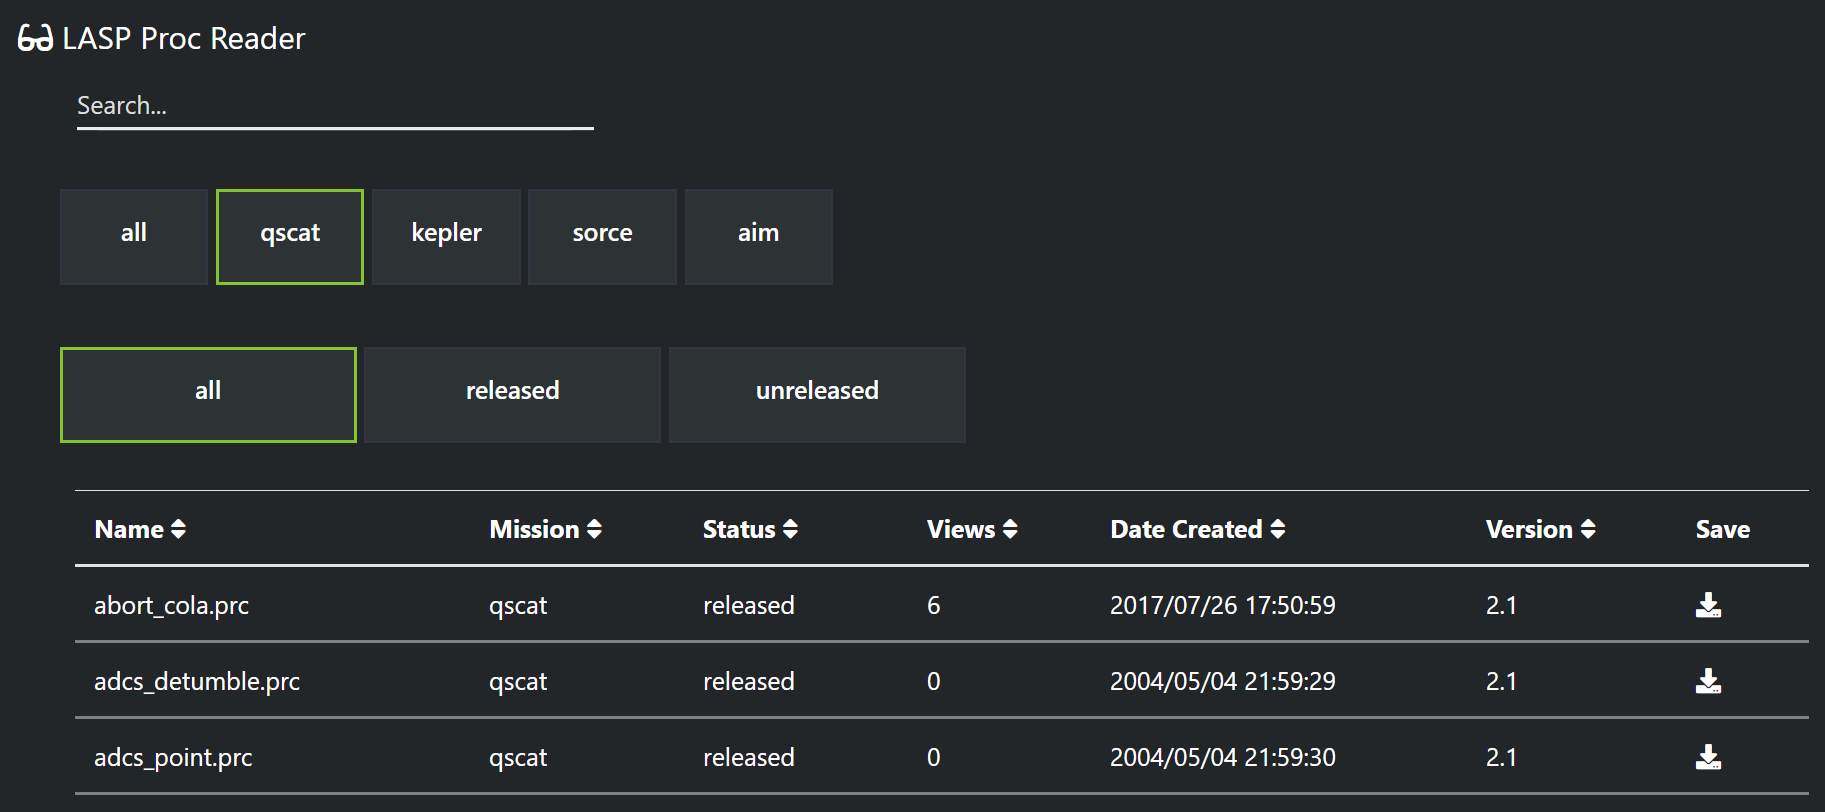 LASP Proc Reader
Search...
all qscat kepler sorce aim
all released unreleased
Name Mission Status Views Date Created Version Save
abort_cola.prc qscat released 6 2017/07/26 17:50:59 2.1
adcs_detumble.prc qscat released 0 2004/05/04 21:59:29 2.1
adcs_point.prc qscat released 0 2004/05/04 21:59:30 2.1